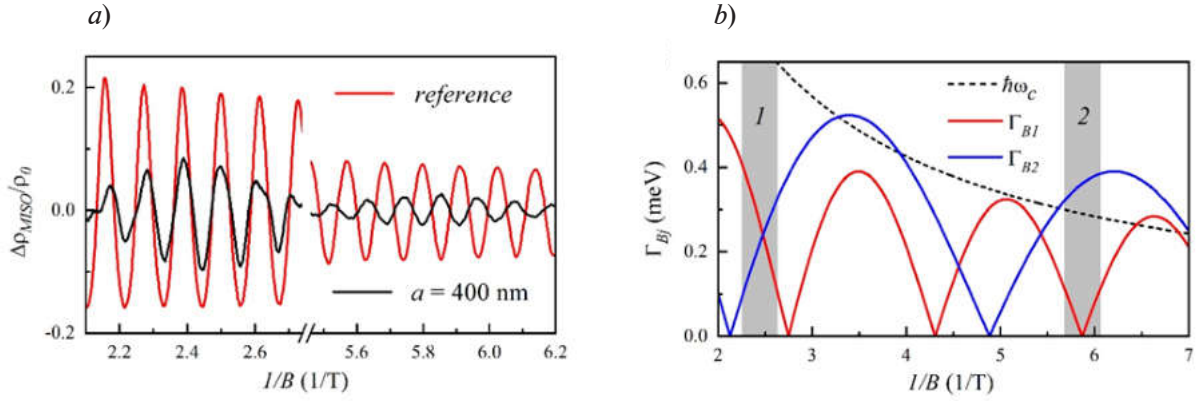 a)
0.2
0.0
-0.2
Δρ_MISO/ρ_0
reference
a = 400 nm
2.2 2.4 2.6 5.6 5.8 6.0 6.2
1/B (1/T)
b)
0.6
0.4
0.2
0.0
Γ_Bj (meV)
1
2
ħω_c
Γ_B1
Γ_B2
2 3 4 5 6 7
1/B (1/T)